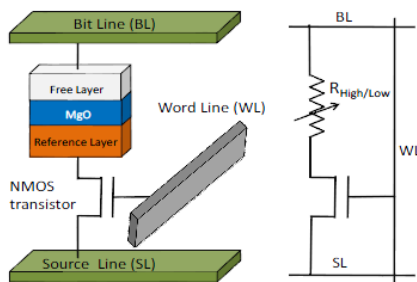 Bit Line (BL)
Free Layer
MgO
Reference Layer
Word Line (WL)
NMOS
transistor
Source Line (SL)
BL
RHigh/Low
WL
SL